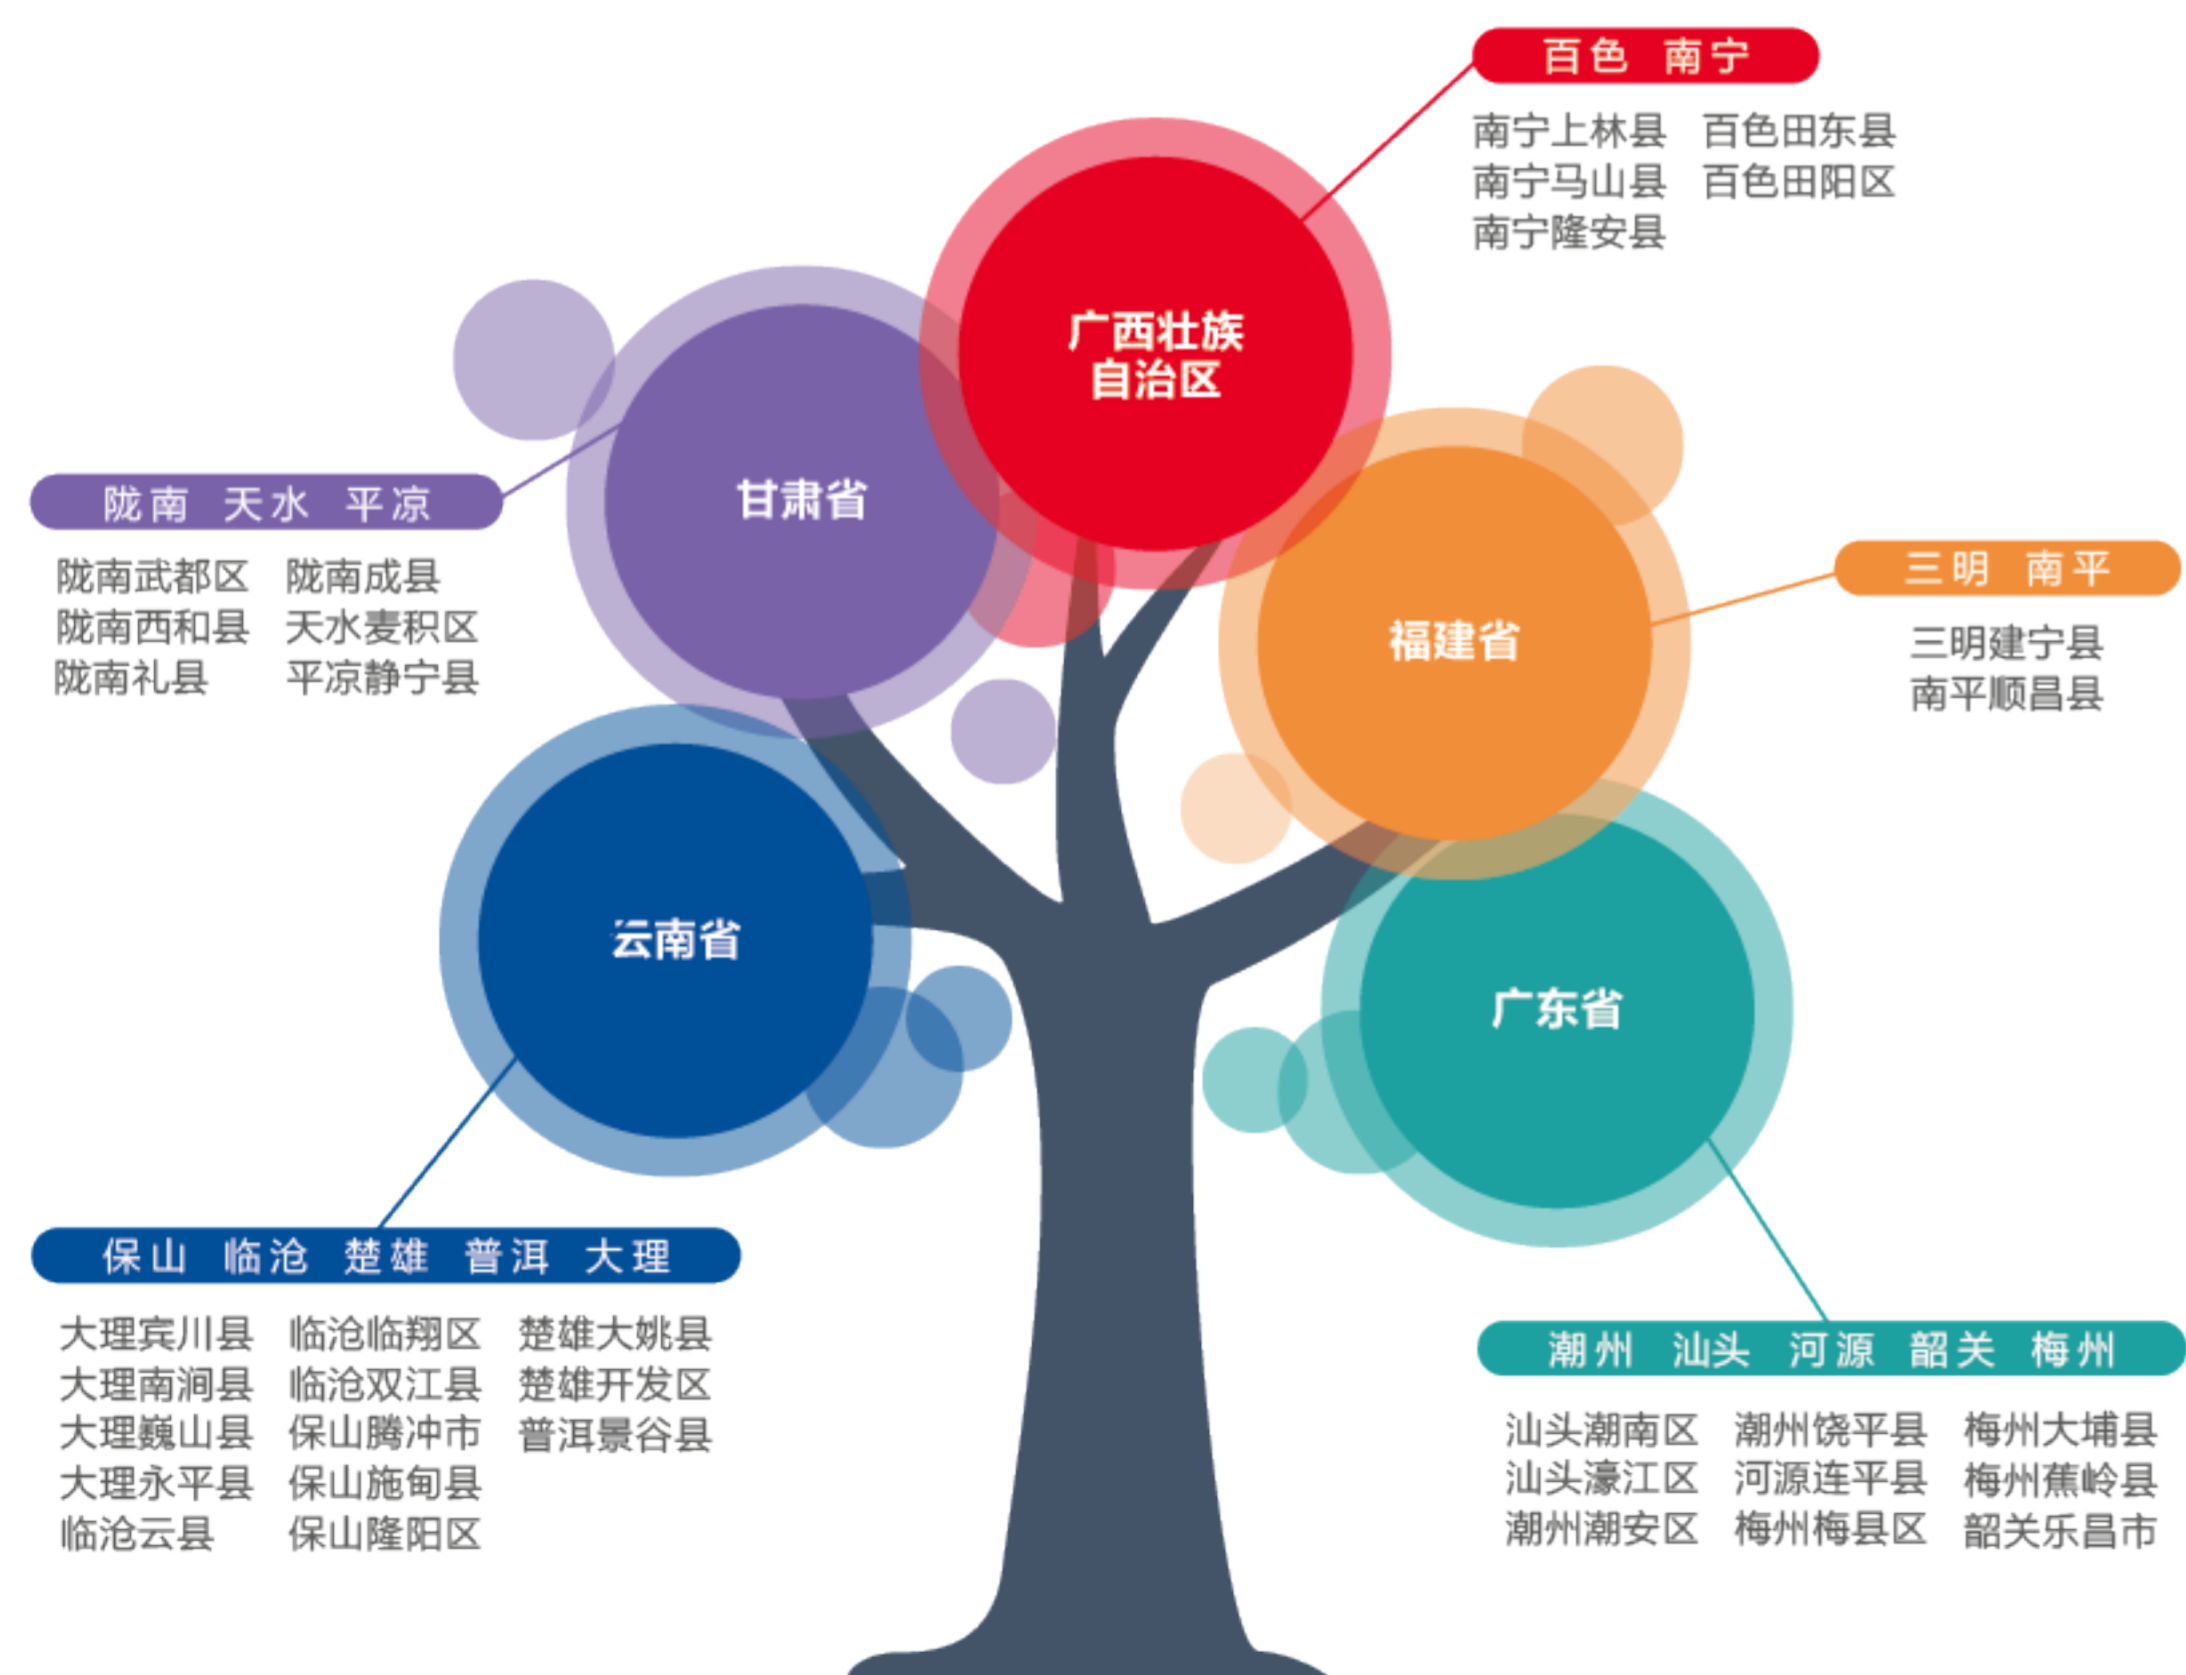 百色 南宁
南宁上林县 百色田东县
南宁马山县 百色田阳区
南宁隆安县
广西壮族
自治区
甘肃省
陇南 天水 平凉
陇南武都区 陇南成县
陇南西和县 天水麦积区
陇南礼县 平凉静宁县
福建省
三明 南平
三明建宁县
南平顺昌县
云南省
保山 临沧 楚雄 普洱 大理
大理宾川县 临沧临翔区 楚雄大姚县
大理南涧县 临沧双江县 楚雄开发区
大理巍山县 保山腾冲市 普洱景谷县
大理永平县 保山施甸县
临沧云县 保山隆阳区
广东省
潮州 汕头 河源 韶关 梅州
汕头潮南区 潮州饶平县 梅州大埔县
汕头濠江区 河源连平县 梅州蕉岭县
潮州潮安区 梅州梅县区 韶关乐昌市